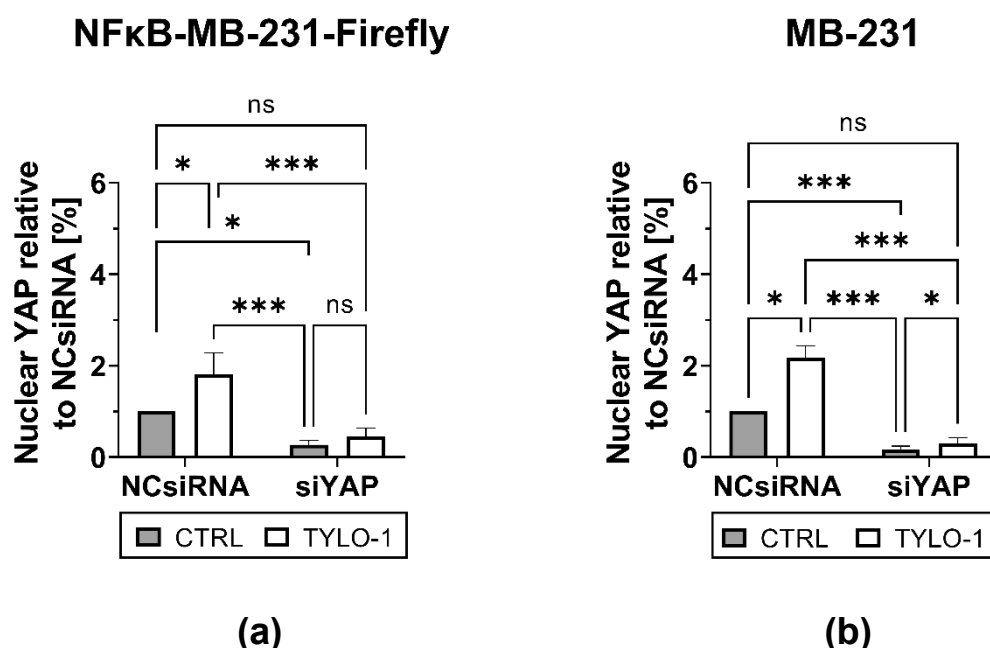 NFκB-MB-231-Firefly
ns
* ***
*
*** ns
Nuclear YAP relative
to NCsiRNA [%]
6
4
2
0
NCsiRNA siYAP
CTRL TYLO-1
(a)
MB-231
ns
***
***
* *** *
Nuclear YAP relative
to NCsiRNA [%]
6
4
2
0
NCsiRNA siYAP
CTRL TYLO-1
(b)